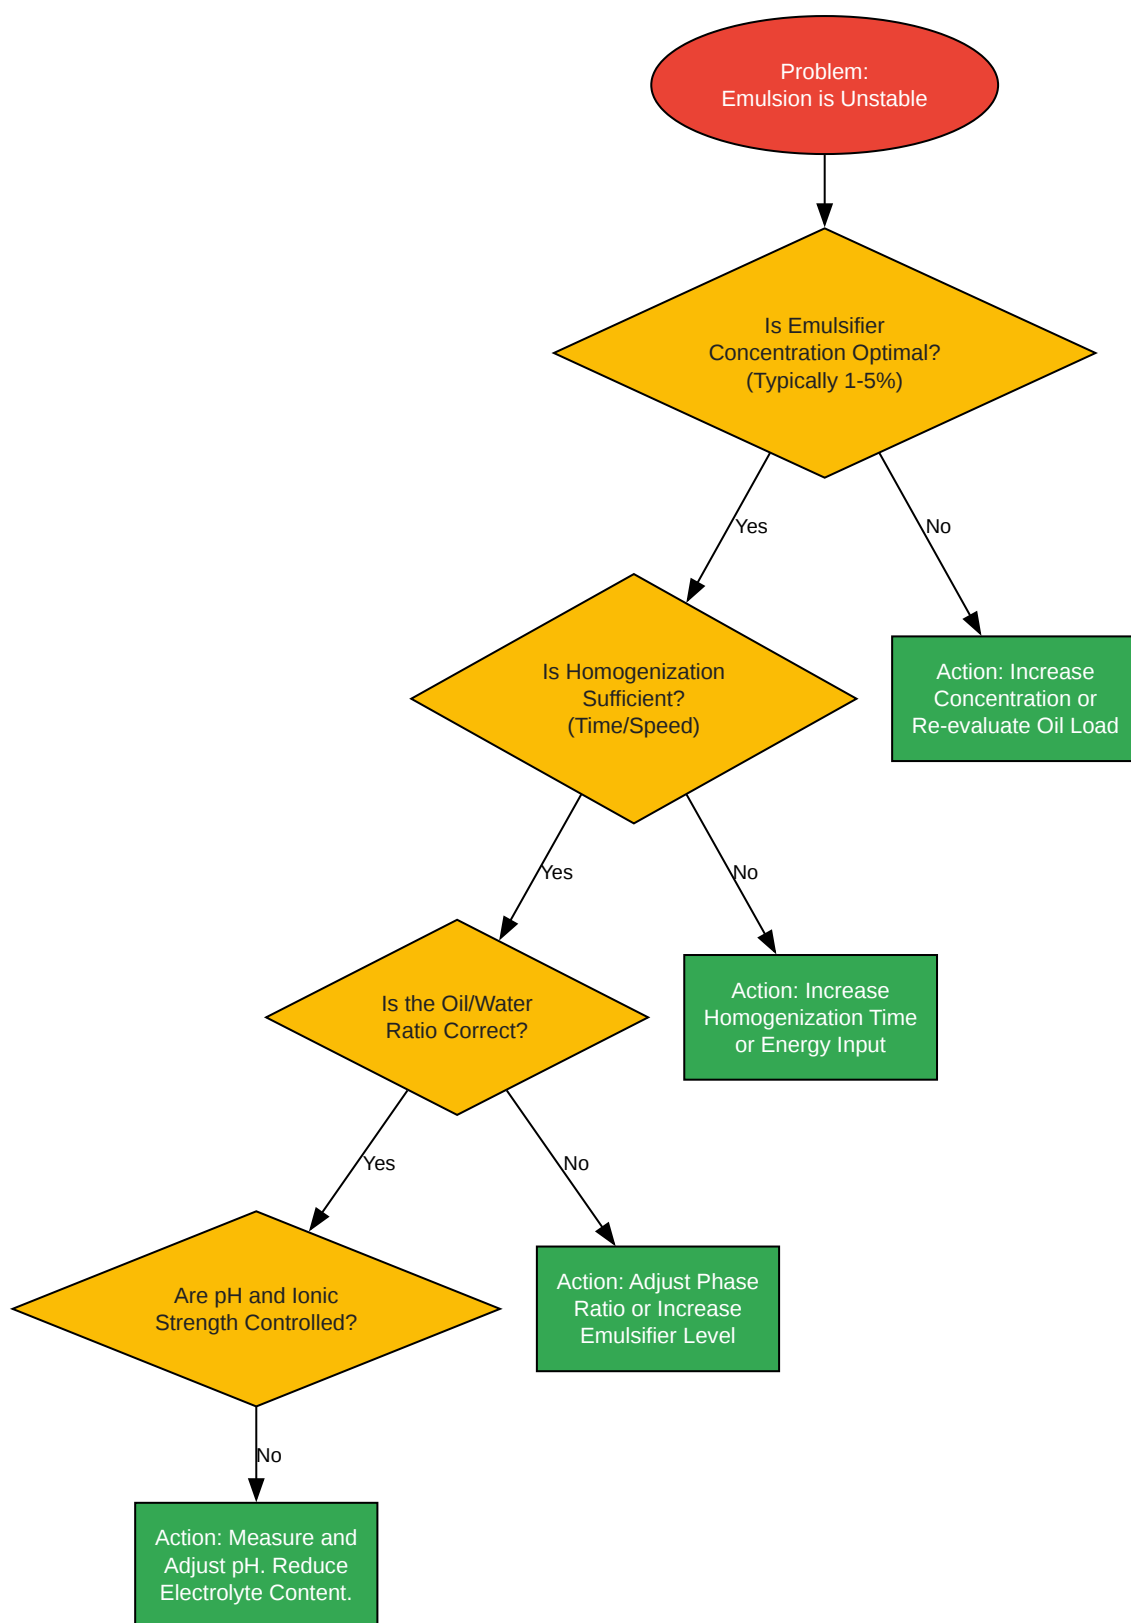 Problem:
Emulsion is Unstable
Is Emulsifier
Concentration Optimal?
(Typically 1-5%)
Yes
No
Is Homogenization
Sufficient?
(Time/Speed)
Action: Increase
Concentration or
Re-evaluate Oil Load
Yes
No
Is the Oil/Water
Ratio Correct?
Action: Increase
Homogenization Time
or Energy Input
Yes
No
Are pH and Ionic
Strength Controlled?
Action: Adjust Phase
Ratio or Increase
Emulsifier Level
No
Action: Measure and
Adjust pH. Reduce
Electrolyte Content.